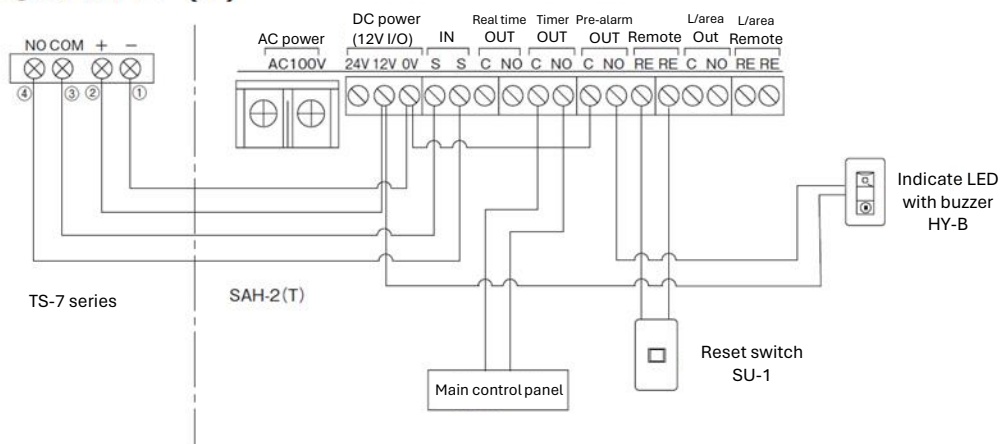 DC power
(12V I/O)
IN
Real time
OUT
Timer
OUT
Pre-alarm
OUT
Remote
L/area
Out
L/area
Remote
AC power
AC100V
24V 12V 0V S S C NO C NO C NO RE RE C NO RE RE
NO COM + −
④ ③ ② ①
Indicate LED
with buzzer
HY-B
TS-7 series
SAH-2(T)
Reset switch
SU-1
Main control panel